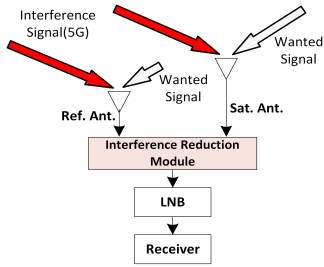 Interference
Signal(5G)
Wanted
Signal
Wanted
Signal
Ref. Ant.
Sat. Ant.
Interference Reduction
Module
LNB
Receiver